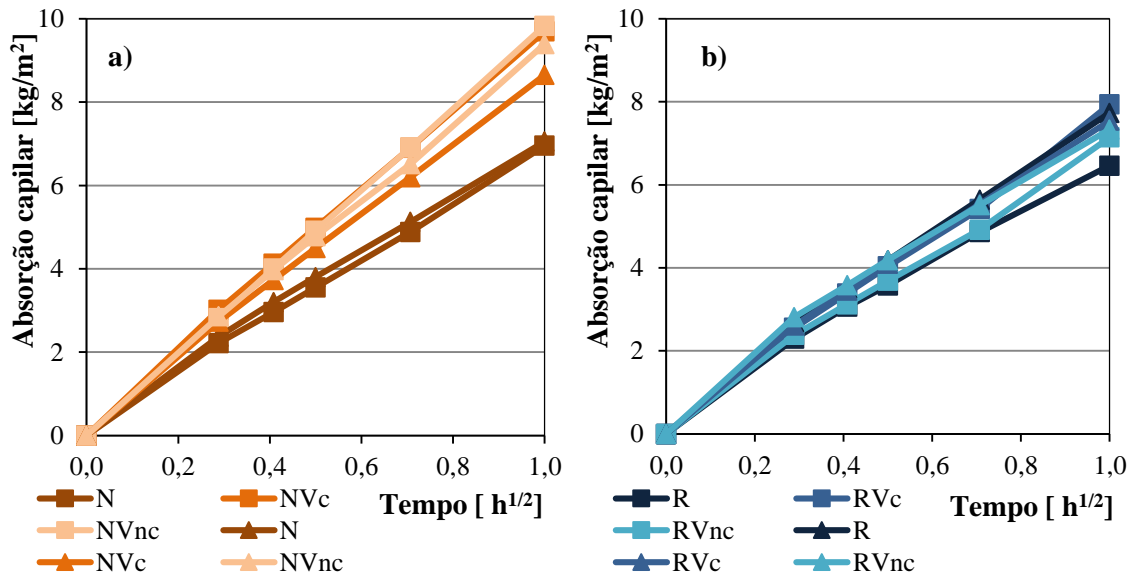 a)
Absorção capilar [kg/m²]
10
8
6
4
2
0
0,0 0,2 0,4 0,6 0,8 1,0
Tempo [ h^1/2]
N NVc
NVnc N
NVc NVnc
b)
Absorção capilar [kg/m²]
10
8
6
4
2
0
0,0 0,2 0,4 0,6 0,8 1,0
Tempo [ h^1/2]
R RVc
RVnc R
RVc RVnc